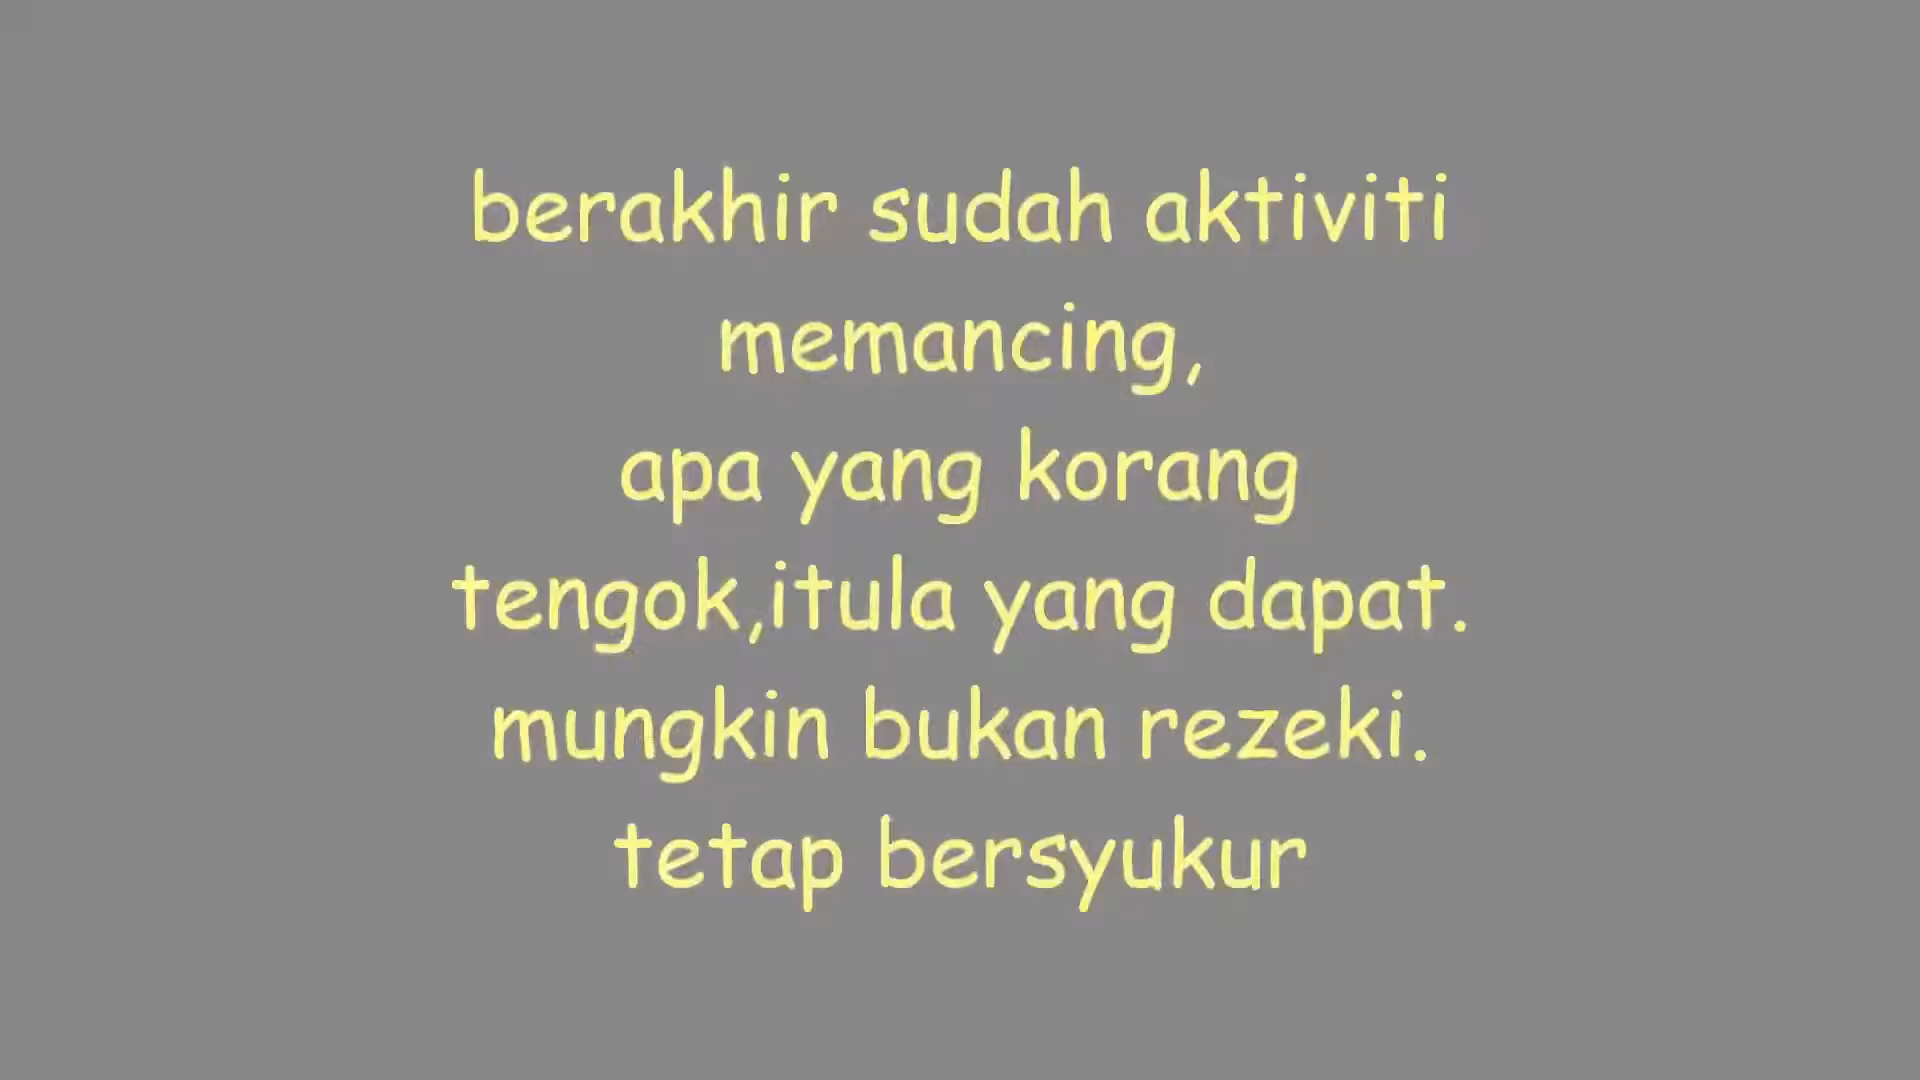 berakhir sudah aktiviti
memancing,
apa yang korang
tengok,itula yang dapat.
mungkin bukan rezeki.
tetap bersyukur